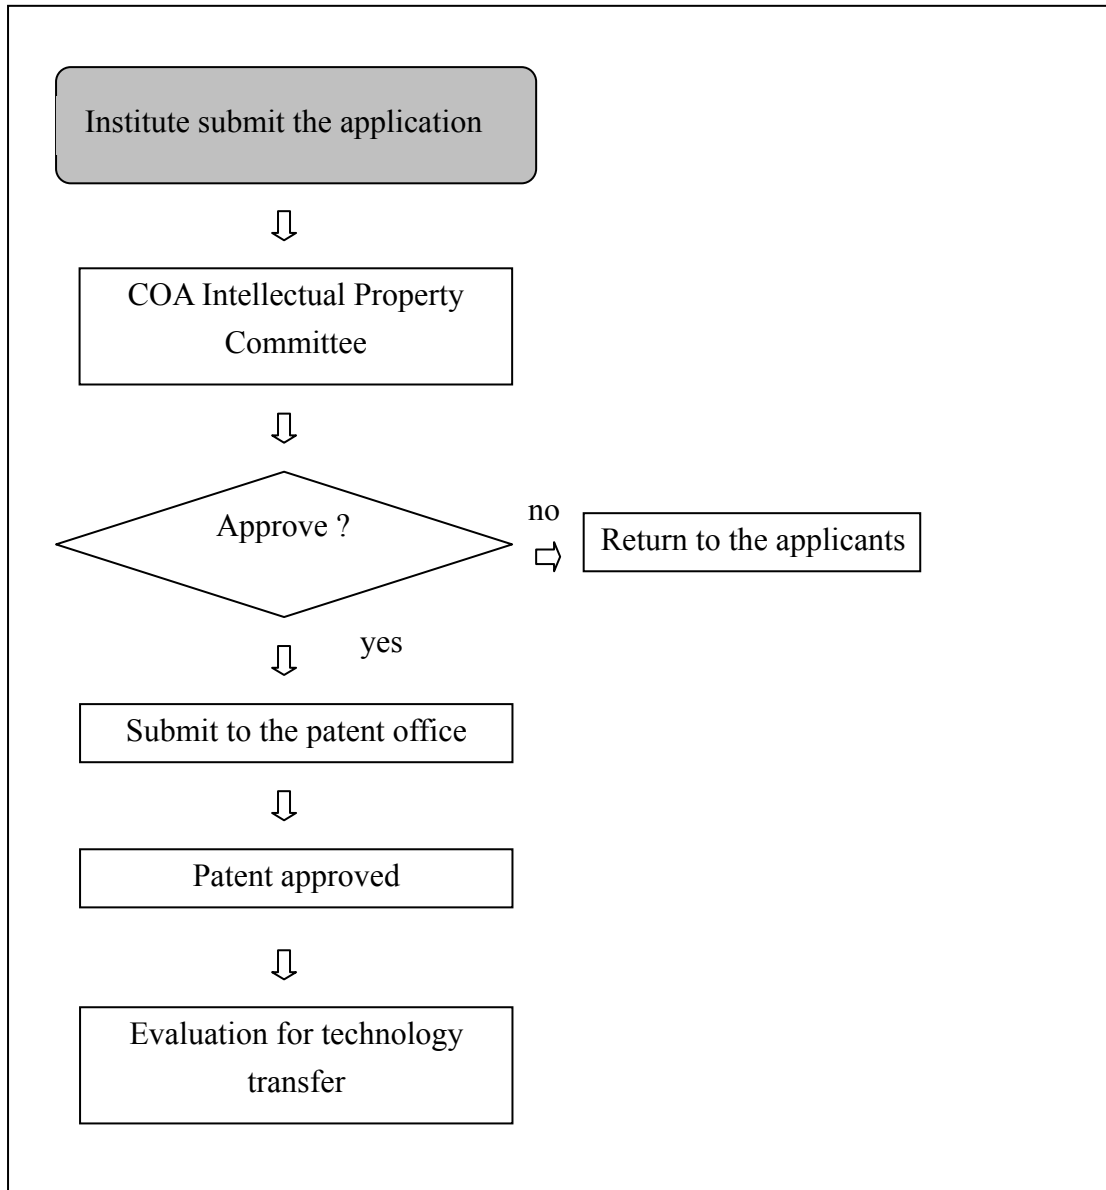 Institute submit the application
COA Intellectual Property
Committee
Approve ?
no
Return to the applicants
yes
Submit to the patent office
Patent approved
Evaluation for technology
transfer